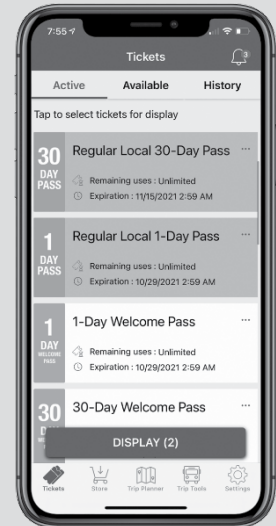 7:55
Tickets
3
Active Available History
Tap to select tickets for display
30
DAY
PASS
Regular Local 30-Day Pass ...
Remaining uses : Unlimited
Expiration : 11/15/2021 2:59 AM
1
DAY
PASS
Regular Local 1-Day Pass ...
Remaining uses : Unlimited
Expiration : 10/29/2021 2:59 AM
1
DAY
WELCOME
PASS
1-Day Welcome Pass ...
Remaining uses : Unlimited
Expiration : 10/29/2021 2:59 AM
30
30-Day Welcome Pass ...
DISPLAY (2)
Tickets Store Trip Planner Trip Tools Settings